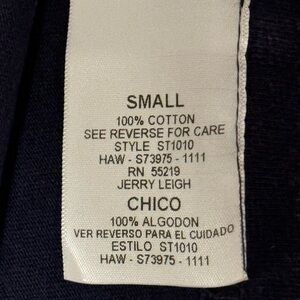 SMALL
100% COTTON
SEE REVERSE FOR CARE
STYLE ST1010
HAW - S73975 - 1111
RN 55219
JERRY LEIGH
CHICO
100% ALGODON
VER REVERSO PARA EL CUIDADO
ESTILO ST1010
HAW - S73975 - 1111